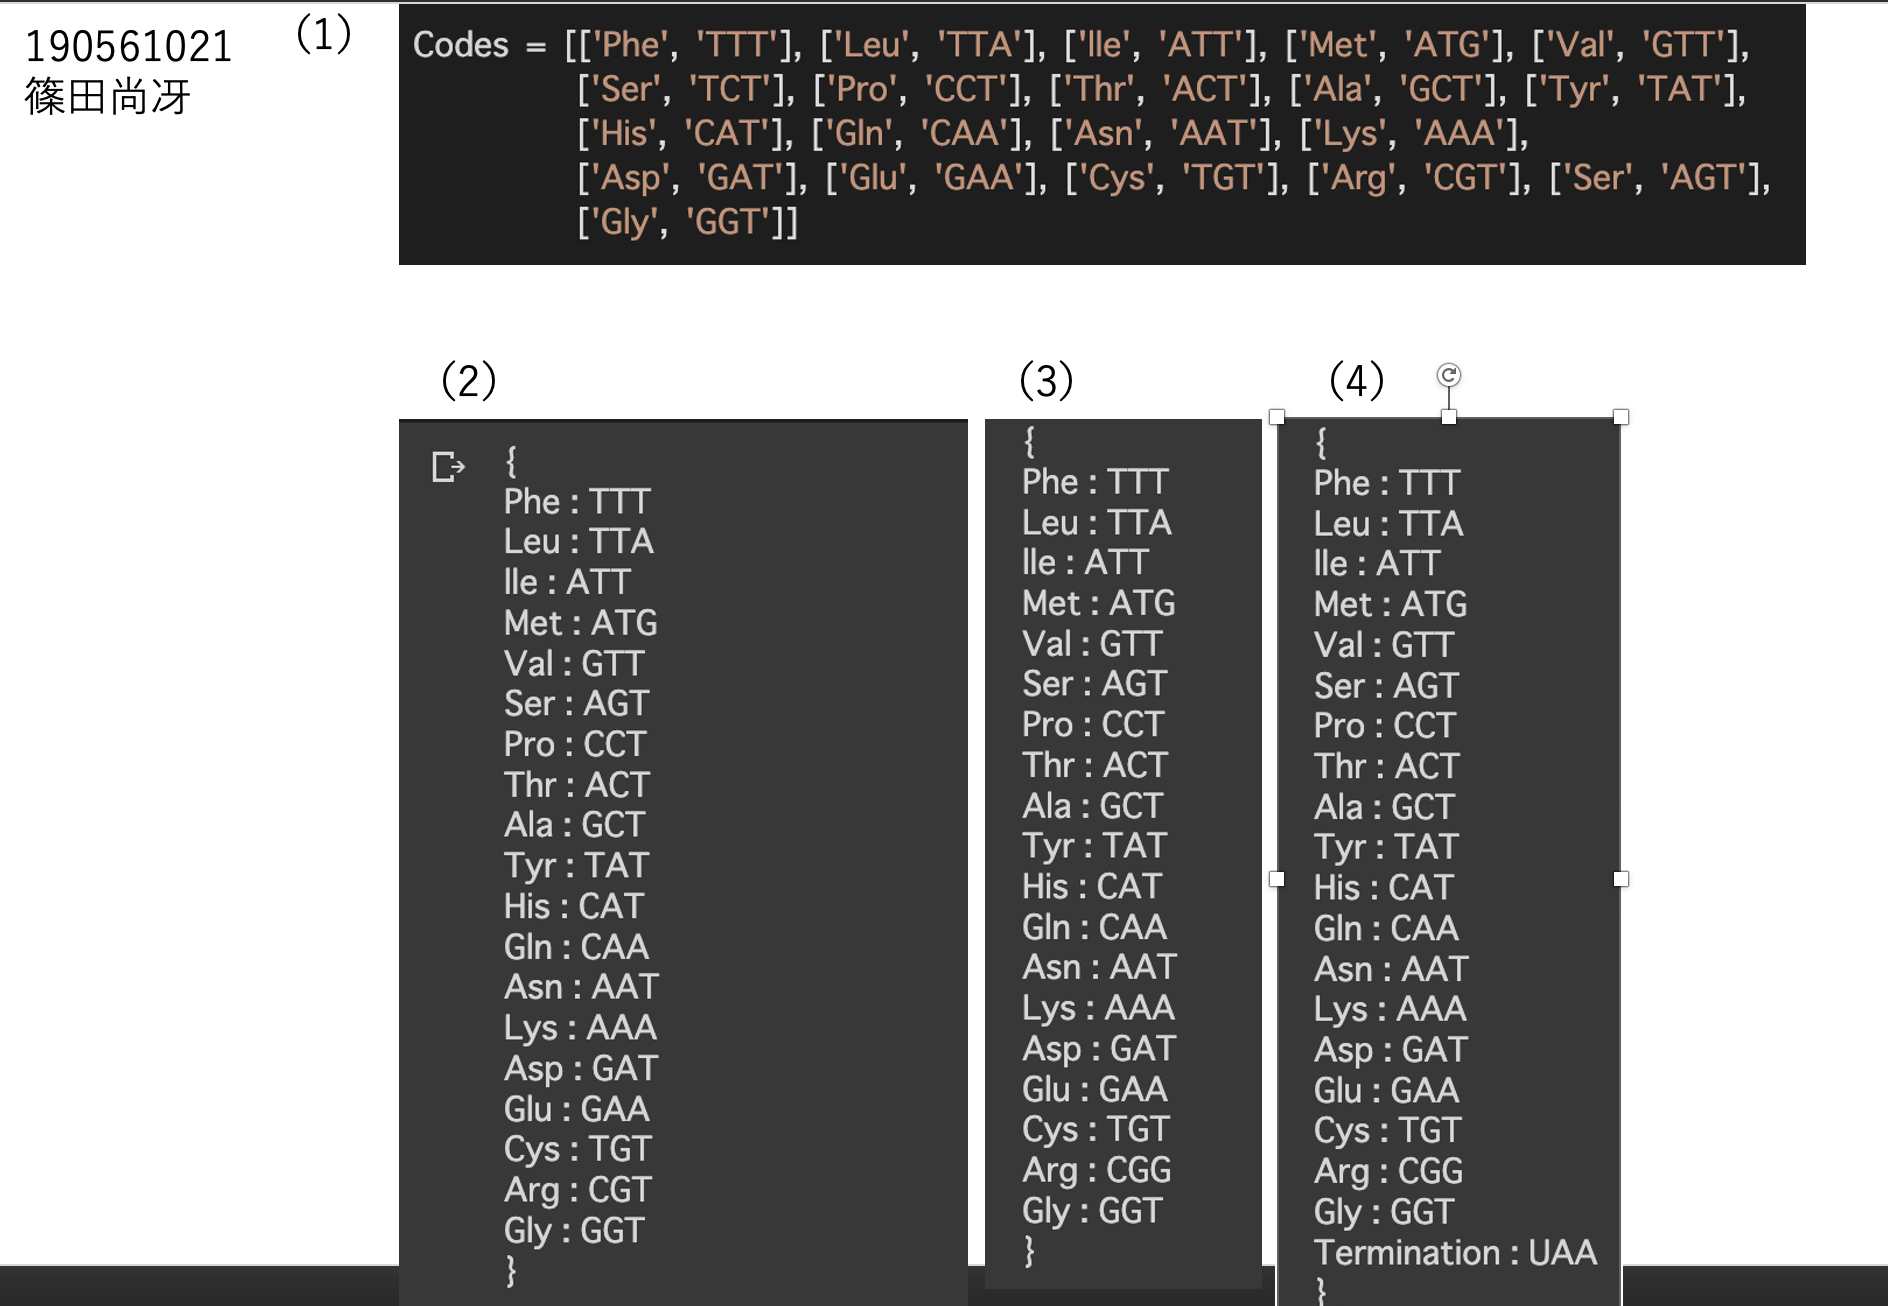 190561021
篠田尚冴
(1)
Codes = [['Phe', 'TTT'], ['Leu', 'TTA'], ['Ile', 'ATT'], ['Met', 'ATG'], ['Val', 'GTT'],
['Ser', 'TCT'], ['Pro', 'CCT'], ['Thr', 'ACT'], ['Ala', 'GCT'], ['Tyr', 'TAT'],
['His', 'CAT'], ['Gln', 'CAA'], ['Asn', 'AAT'], ['Lys', 'AAA'],
['Asp', 'GAT'], ['Glu', 'GAA'], ['Cys', 'TGT'], ['Arg', 'CGT'], ['Ser', 'AGT'],
['Gly', 'GGT']]
(2)
{
Phe : TTT
Leu : TTA
Ile : ATT
Met : ATG
Val : GTT
Ser : AGT
Pro : CCT
Thr : ACT
Ala : GCT
Tyr : TAT
His : CAT
Gln : CAA
Asn : AAT
Lys : AAA
Asp : GAT
Glu : GAA
Cys : TGT
Arg : CGT
Gly : GGT
}
(3)
{
Phe : TTT
Leu : TTA
Ile : ATT
Met : ATG
Val : GTT
Ser : AGT
Pro : CCT
Thr : ACT
Ala : GCT
Tyr : TAT
His : CAT
Gln : CAA
Asn : AAT
Lys : AAA
Asp : GAT
Glu : GAA
Cys : TGT
Arg : CGG
Gly : GGT
}
(4)
{
Phe : TTT
Leu : TTA
Ile : ATT
Met : ATG
Val : GTT
Ser : AGT
Pro : CCT
Thr : ACT
Ala : GCT
Tyr : TAT
His : CAT
Gln : CAA
Asn : AAT
Lys : AAA
Asp : GAT
Glu : GAA
Cys : TGT
Arg : CGG
Gly : GGT
Termination : UAA
}